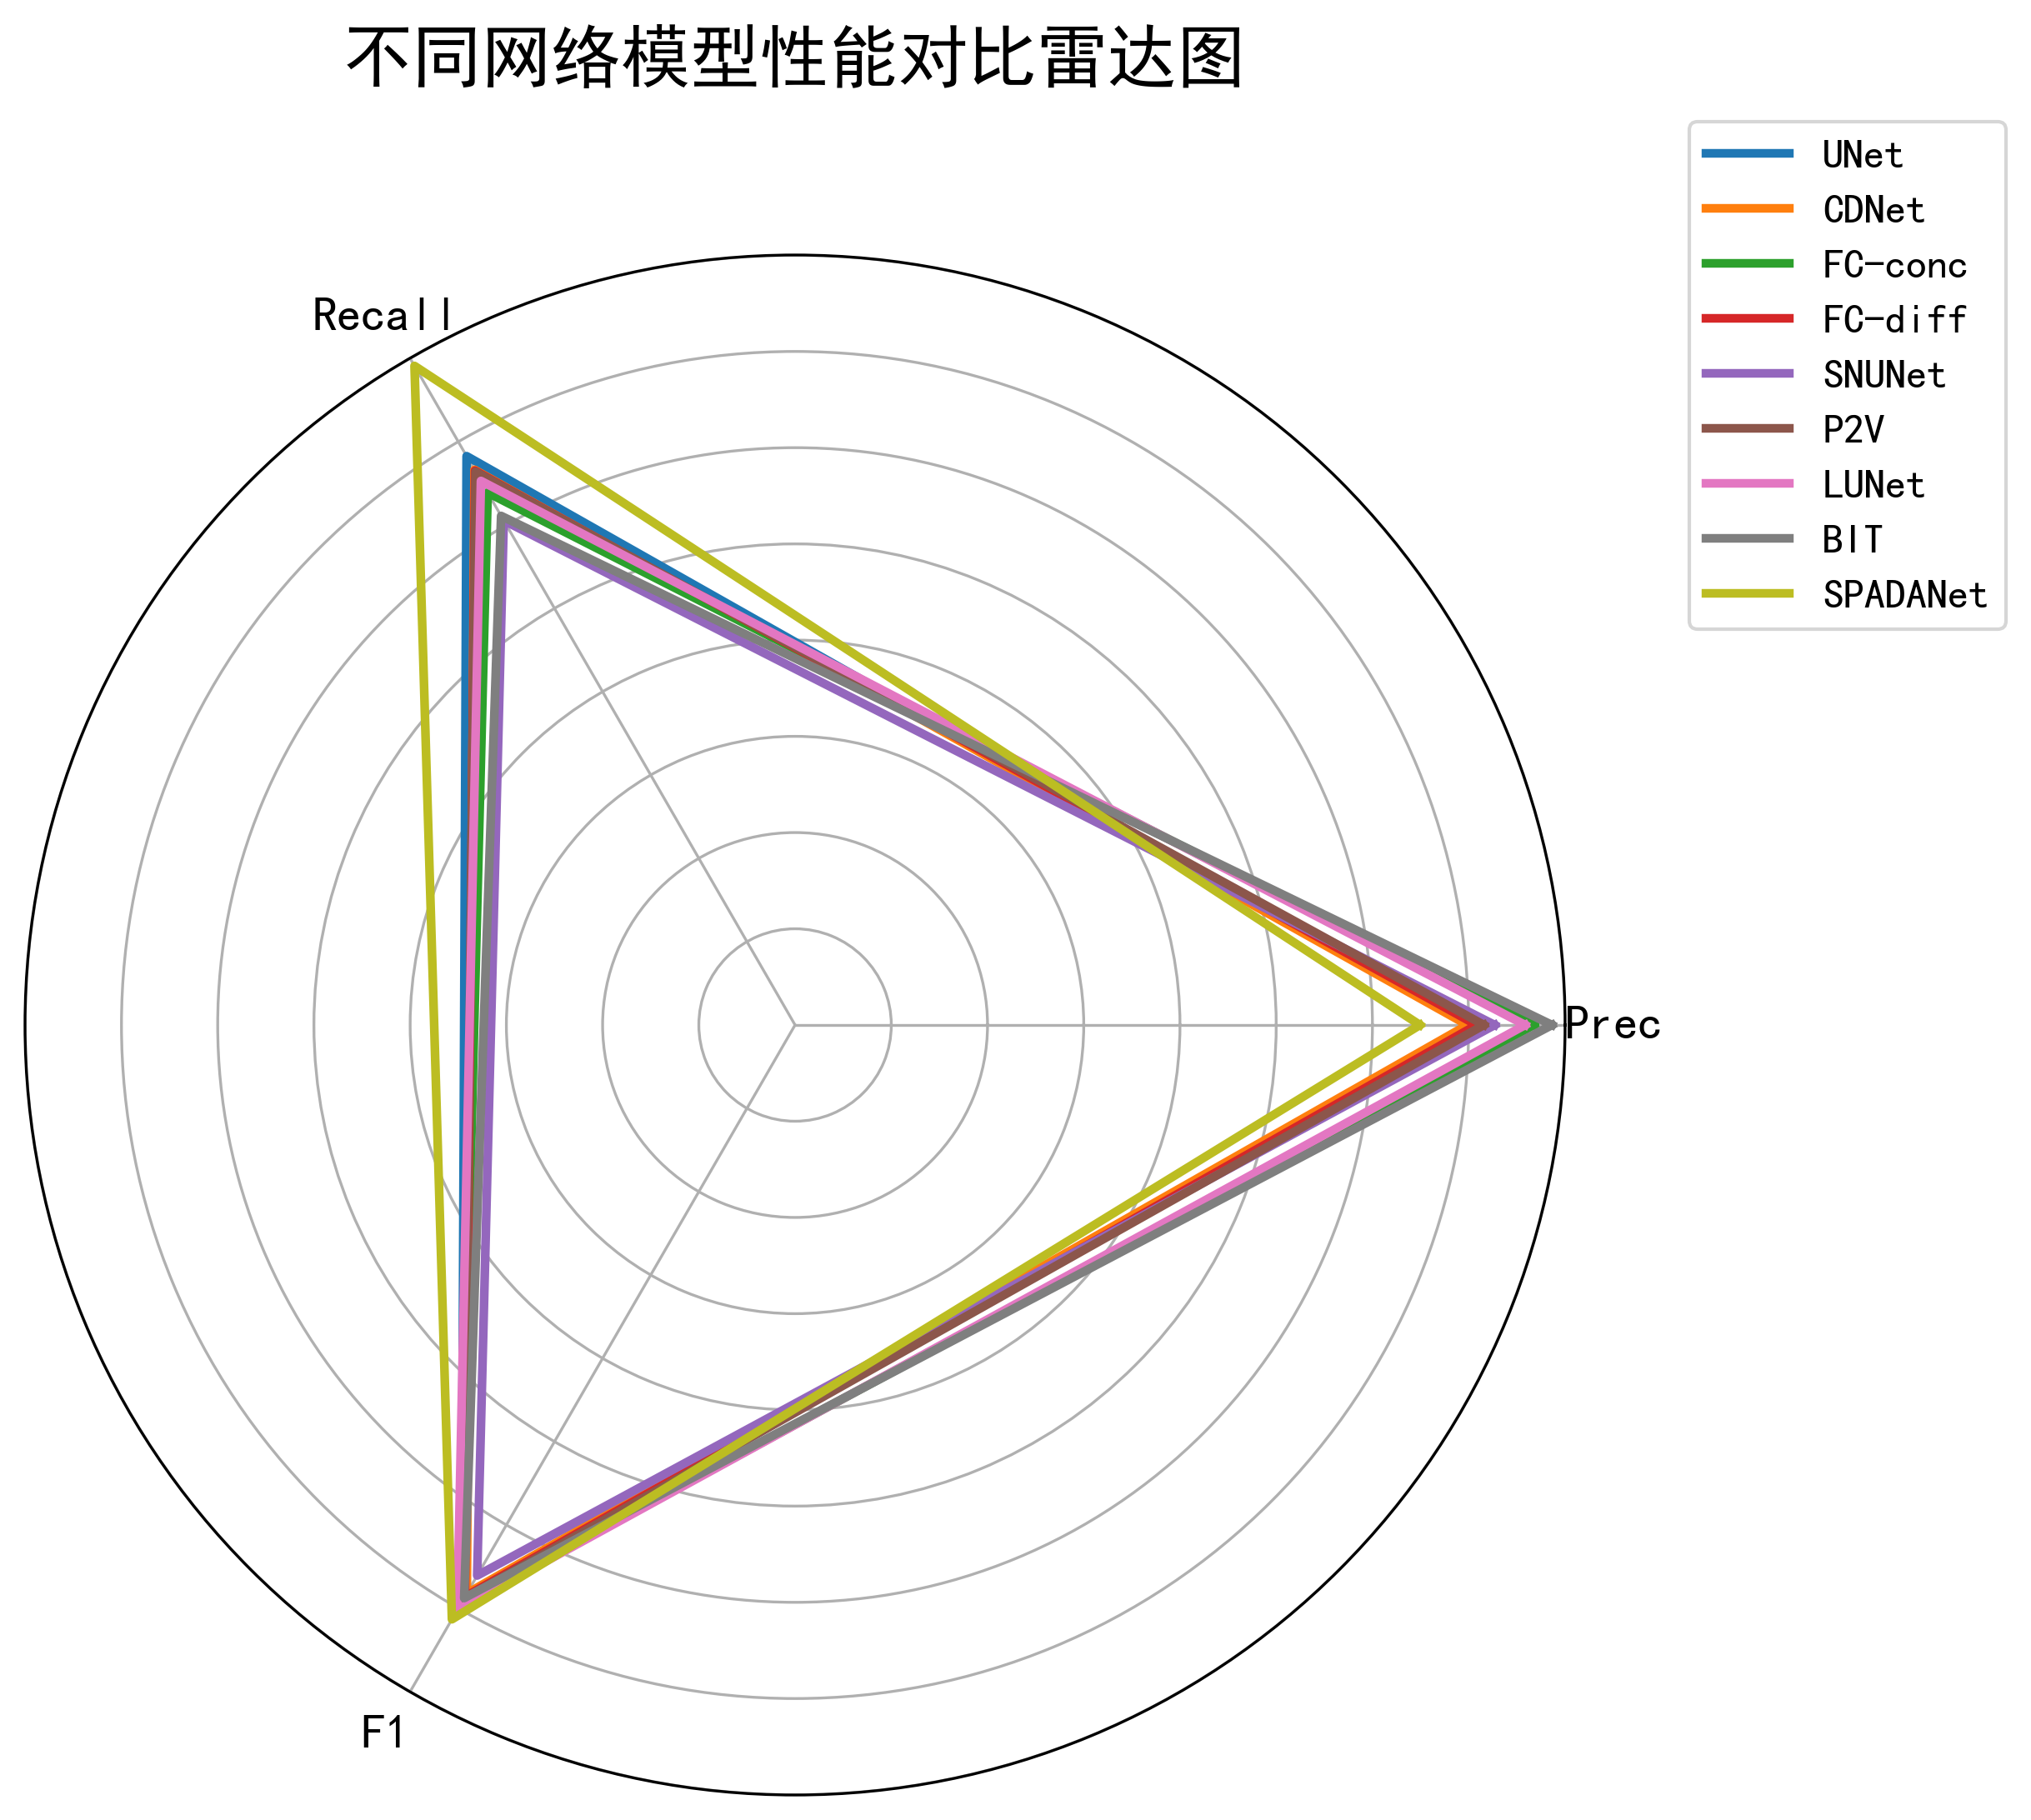 不同网络模型性能对比雷达图
UNet
CDNet
FC-conc
FC-diff
SNUNet
P2V
LUNet
BIT
SPADANet
Recall
Prec
F1